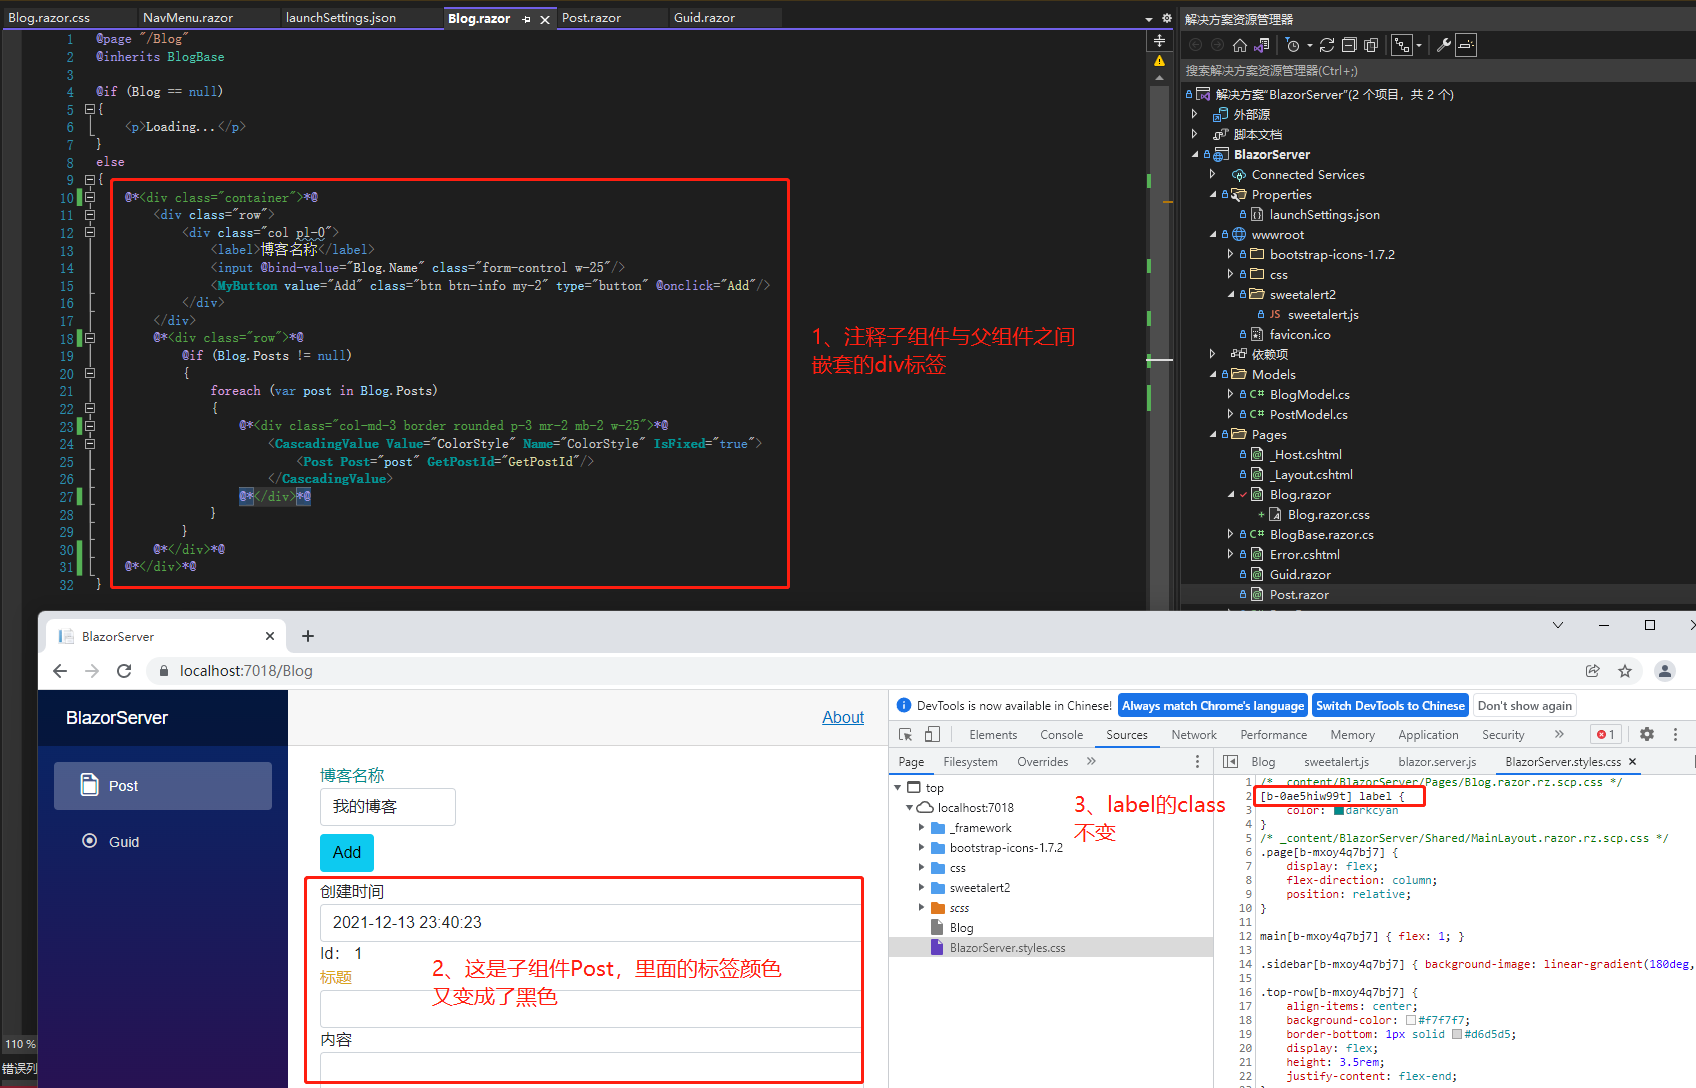 Blog.razor.css NavMenu.razor launchSettings.json Blog.razor Post.razor Guid.razor
1 @page "/Blog"
2 @inherits BlogBase
3
4 @if (Blog == null)
5 {
6 <p>Loading...</p>
7 }
8 else
9 {
10 @*<div class="container">*@
11 <div class="row">
12 <div class="col pl-0">
13 <label>博客名称</label>
14 <input @bind-value="Blog.Name" class="form-control w-25"/>
15 <MyButton value="Add" class="btn btn-info my-2" type="button" @onclick="Add"/>
16 </div>
17 </div>
18 @*<div class="row">*@
19 @if (Blog.Posts != null)
20 {
21 foreach (var post in Blog.Posts)
22 {
23 @*<div class="col-md-3 border rounded p-3 mr-2 mb-2 w-25">*@
24 <CascadingValue Value="ColorStyle" Name="ColorStyle" IsFixed="true">
25 <Post Post="post" GetPostId="GetPostId"/>
26 </CascadingValue>
27 @*</div>*@
28 }
29 }
30 @*</div>*@
31 @*</div>*@
32 }
1、注释子组件与父组件之间
嵌套的div标签
110 %
错误列
解决方案资源管理器
搜索解决方案资源管理器(Ctrl+;)
解决方案"BlazorServer"(2 个项目，共 2 个)
外部源
脚本文档
BlazorServer
Connected Services
Properties
launchSettings.json
wwwroot
bootstrap-icons-1.7.2
css
sweetalert2
JS sweetalert.js
favicon.ico
依赖项
Models
C# BlogModel.cs
C# PostModel.cs
Pages
_Host.cshtml
_Layout.cshtml
Blog.razor
Blog.razor.css
C# BlogBase.razor.cs
Error.cshtml
Guid.razor
Post.razor
BlazorServer
localhost:7018/Blog
BlazorServer
Post
Guid
About
博客名称
我的博客
Add
创建时间
2021-12-13 23:40:23
Id: 1
标题
内容
2、这是子组件Post，里面的标签颜色
又变成了黑色
DevTools is now available in Chinese! Always match Chrome's language Switch DevTools to Chinese Don't show again
Elements Console Sources Network Performance Memory Application Security 1
Page Filesystem Overrides
top
localhost:7018
_framework
bootstrap-icons-1.7.2
css
sweetalert2
scss
Blog
BlazorServer.styles.css
3、label的class
不变
Blog sweetalert.js blazor.server.js BlazorServer.styles.css
1 /* _content/BlazorServer/Pages/Blog.razor.rz.scp.css */
2 [b-0ae5hiw99t] label {
3 color: darkcyan
4 }
5 /* _content/BlazorServer/Shared/MainLayout.razor.rz.scp.css */
6 .page[b-mxoy4q7bj7] {
7 display: flex;
8 flex-direction: column;
9 position: relative;
10 }
11
12 main[b-mxoy4q7bj7] { flex: 1; }
13
14 .sidebar[b-mxoy4q7bj7] { background-image: linear-gradient(180deg,
15
16 .top-row[b-mxoy4q7bj7] {
17 align-items: center;
18 background-color: #f7f7f7;
19 border-bottom: 1px solid #d6d5d5;
20 display: flex;
21 height: 3.5rem;
22 justify-content: flex-end;